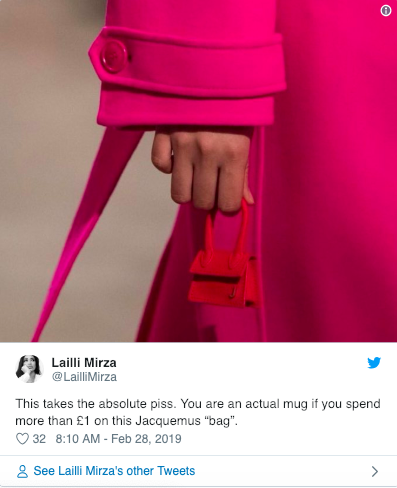 Lailli Mirza
@LailliMirza
This takes the absolute piss. You are an actual mug if you spend
more than £1 on this Jacquemus “bag”.
32 8:10 AM - Feb 28, 2019
See Lailli Mirza's other Tweets